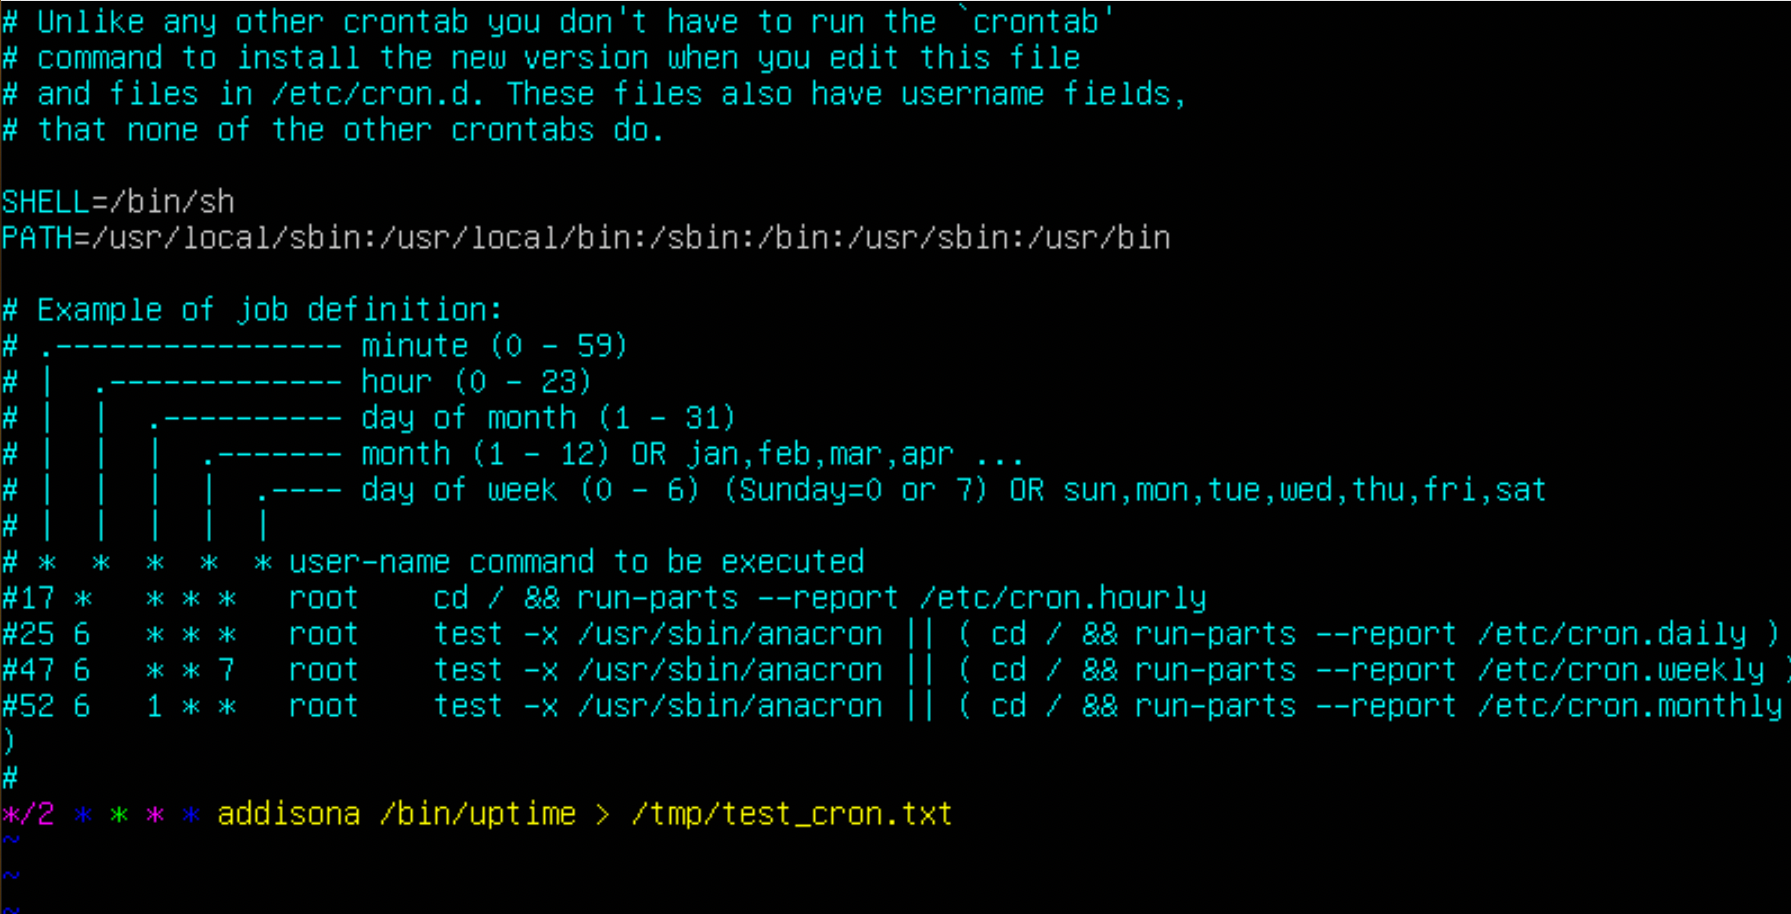 # Unlike any other crontab you don't have to run the `crontab'
# command to install the new version when you edit this file
# and files in /etc/cron.d. These files also have username fields,
# that none of the other crontabs do.

SHELL=/bin/sh
PATH=/usr/local/sbin:/usr/local/bin:/sbin:/bin:/usr/sbin:/usr/bin

# Example of job definition:
# .---------------- minute (0 - 59)
# |  .------------- hour (0 - 23)
# |  |  .---------- day of month (1 - 31)
# |  |  |  .------- month (1 - 12) OR jan,feb,mar,apr ...
# |  |  |  |  .---- day of week (0 - 6) (Sunday=0 or 7) OR sun,mon,tue,wed,thu,fri,sat
# |  |  |  |  |
# *  *  *  *  * user-name command to be executed
#17 *   * * *   root    cd / && run-parts --report /etc/cron.hourly
#25 6   * * *   root    test -x /usr/sbin/anacron || ( cd / && run-parts --report /etc/cron.daily )
#47 6   * * 7   root    test -x /usr/sbin/anacron || ( cd / && run-parts --report /etc/cron.weekly )
#52 6   1 * *   root    test -x /usr/sbin/anacron || ( cd / && run-parts --report /etc/cron.monthly
)
#
*/2 * * * * addisona /bin/uptime > /tmp/test_cron.txt
~
~
~